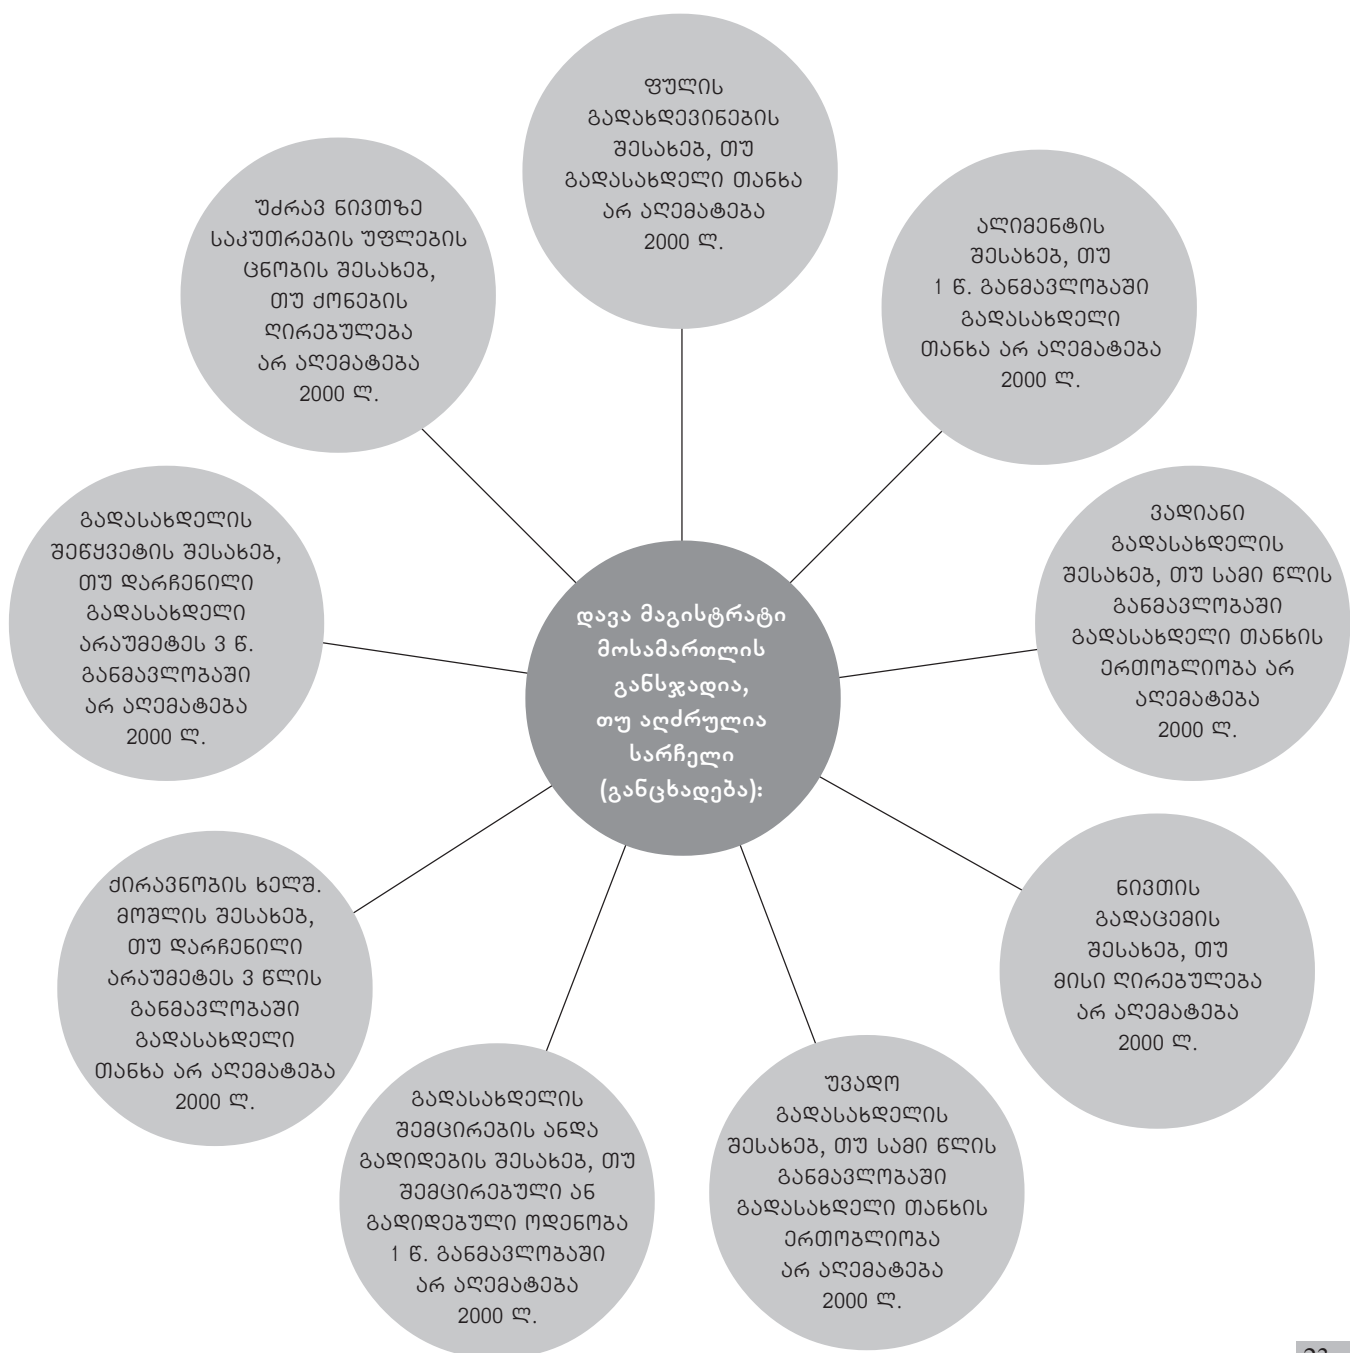 ფულის
გადახდევინების
შესახებ, თუ
გადასახდელი თანხა
არ აღემატება
2000 ლ.
ალიმენტის
შესახებ, თუ
1 წ. განმავლობაში
გადასახდელი
თანხა არ აღემატება
2000 ლ.
ვადიანი
გადასახდელის
შესახებ, თუ სამი წლის
განმავლობაში
გადასახდელი თანხის
ერთობლიობა არ
აღემატება
2000 ლ.
ნივთის
გადაცემის
შესახებ, თუ
მისი ღირებულება
არ აღემატება
2000 ლ.
უვადო
გადასახდელის
შესახებ, თუ სამი წლის
განმავლობაში
გადასახდელი თანხის
ერთობლიობა
არ აღემატება
2000 ლ.
გადასახდელის
შემცირების ანდა
გადიდების შესახებ, თუ
შემცირებული ან
გადიდებული ოდენობა
1 წ. განმავლობაში
არ აღემატება
2000 ლ.
ქირავნობის ხელშ.
მოშლის შესახებ,
თუ დარჩენილი
არაუმეტეს 3 წლის
განმავლობაში
გადასახდელი
თანხა არ აღემატება
2000 ლ.
გადასახდელის
შეწყვეტის შესახებ,
თუ დარჩენილი
გადასახდელი
არაუმეტეს 3 წ.
განმავლობაში
არ აღემატება
2000 ლ.
უძრავ ნივთზე
საკუთრების უფლების
ცნობის შესახებ,
თუ ქონების
ღირებულება
არ აღემატება
2000 ლ.
დავა მაგისტრატი
მოსამართლის
განსჯადია,
თუ აღძრულია
სარჩელი
(განცხადება):